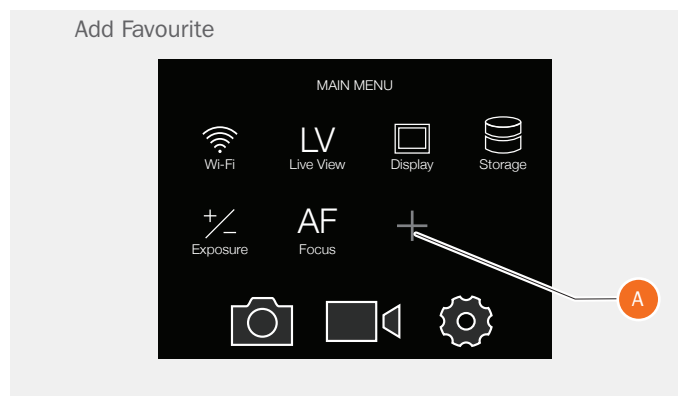 Add Favourite
MAIN MENU
Wi-Fi
LV
Live View
Display
Storage
+/-
Exposure
AF
Focus
+
A